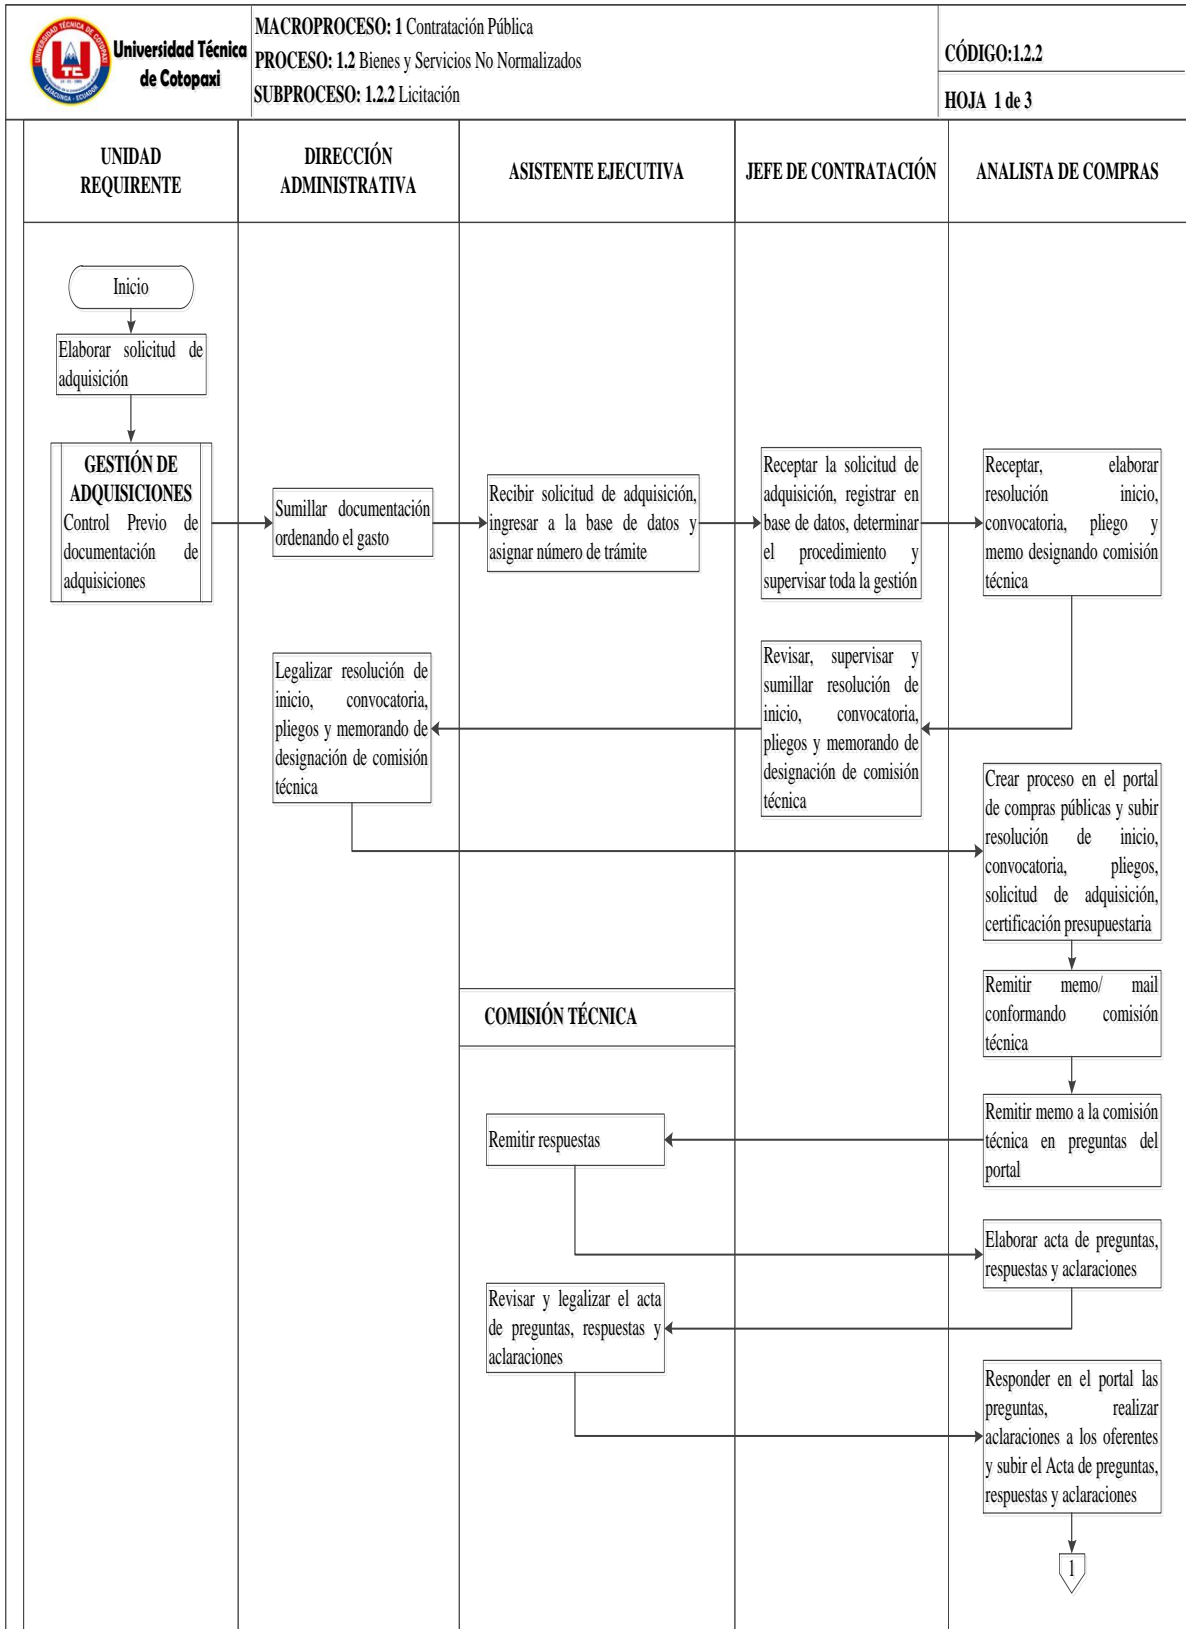 UNIVERSIDAD TÉCNICA DE COTOPAXI
UTC
LATACUNGA - ECUADOR
Universidad Técnica
de Cotopaxi
MACROPROCESO: 1 Contratación Pública
PROCESO: 1.2 Bienes y Servicios No Normalizados
SUBPROCESO: 1.2.2 Licitación
CÓDIGO:1.2.2
HOJA 1 de 3
UNIDAD
REQUIRENTE
DIRECCIÓN
ADMINISTRATIVA
ASISTENTE EJECUTIVA
JEFE DE CONTRATACIÓN
ANALISTA DE COMPRAS
Inicio
Elaborar solicitud de
adquisición
GESTIÓN DE
ADQUISICIONES
Control Previo de
documentación de
adquisiciones
Sumillar documentación
ordenando el gasto
Recibir solicitud de adquisición,
ingresar a la base de datos y
asignar número de trámite
Receptar la solicitud de
adquisición, registrar en
base de datos, determinar
el procedimiento y
supervisar toda la gestión
Receptar, elaborar
resolución inicio,
convocatoria, pliego y
memo designando comisión
técnica
Revisar, supervisar y
sumillar resolución de
inicio, convocatoria,
pliegos y memorando de
designación de comisión
técnica
Legalizar resolución de
inicio, convocatoria,
pliegos y memorando de
designación de comisión
técnica
Crear proceso en el portal
de compras públicas y subir
resolución de inicio,
convocatoria, pliegos,
solicitud de adquisición,
certificación presupuestaria
Remitir memo/ mail
conformando comisión
técnica
COMISIÓN TÉCNICA
Remitir memo a la comisión
técnica en preguntas del
portal
Remitir respuestas
Elaborar acta de preguntas,
respuestas y aclaraciones
Revisar y legalizar el acta
de preguntas, respuestas y
aclaraciones
Responder en el portal las
preguntas, realizar
aclaraciones a los oferentes
y subir el Acta de preguntas,
respuestas y aclaraciones
1